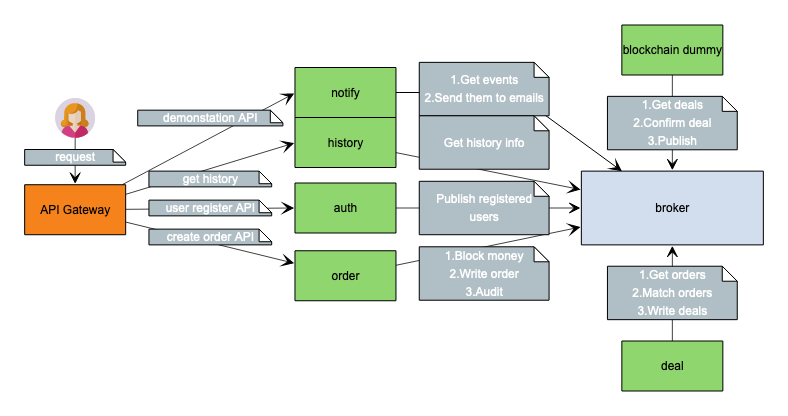 blockchain dummy
notify
1.Get events
2.Send them to emails
1.Get deals
2.Confirm deal
3.Publish
demonstation API
history
Get history info
request
get history
API Gateway
user register API
auth
Publish registered
users
broker
create order API
order
1.Block money
2.Write order
3.Audit
1.Get orders
2.Match orders
3.Write deals
deal